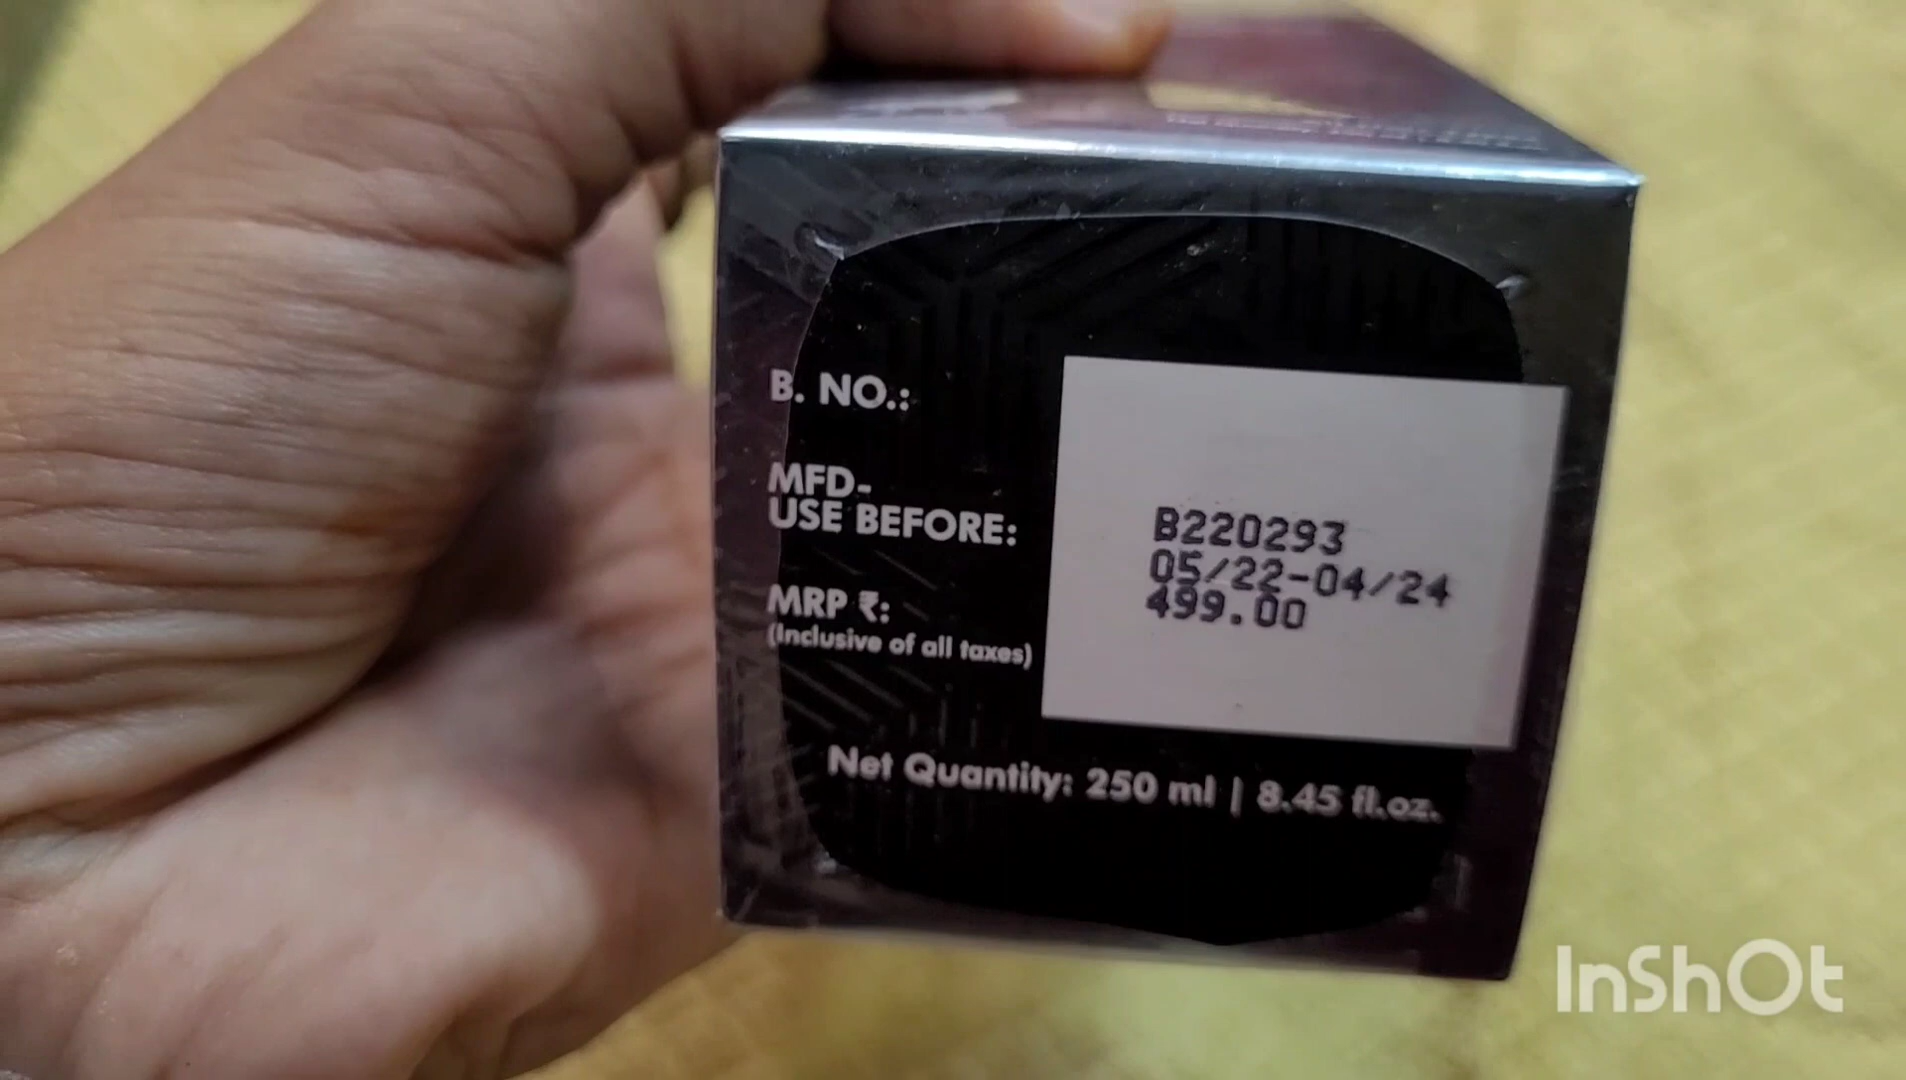 B. NO.:
MFD-
USE BEFORE:
MRP ₹:
(Inclusive of all taxes)
B220293
05/22-04/24
499.00
Net Quantity: 250 ml | 8.45 fl.oz.
InShOt